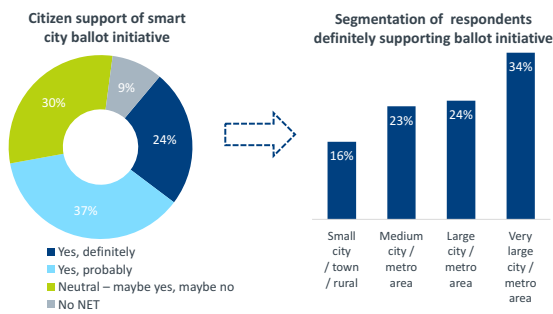 Citizen support of smart
city ballot initiative
9%
30%
24%
37%
Yes, definitely
Yes, probably
Neutral – maybe yes, maybe no
No NET
Segmentation of respondents
definitely supporting ballot initiative
34%
24%
23%
16%
Small
city
/ town
/ rural
Medium
city /
metro
area
Large
city /
metro
area
Very
large
city /
metro
area